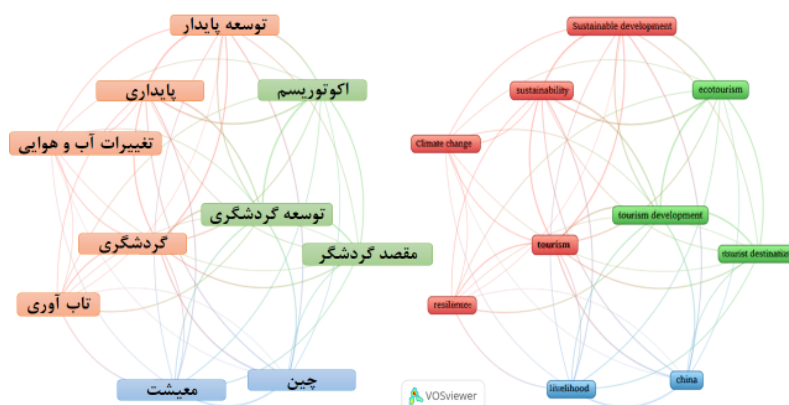 توسعه پایدار
پایداری
اکوتوریسم
تغییرات آب و هوایی
توسعه گردشگری
گردشگری
مقصد گردشگر
تاب آوری
چین
معیشت
Sustainable development
sustainability
ecotourism
Climate change
tourism development
tourism
tourist destination
resilience
china
livelihood
VOSviewer